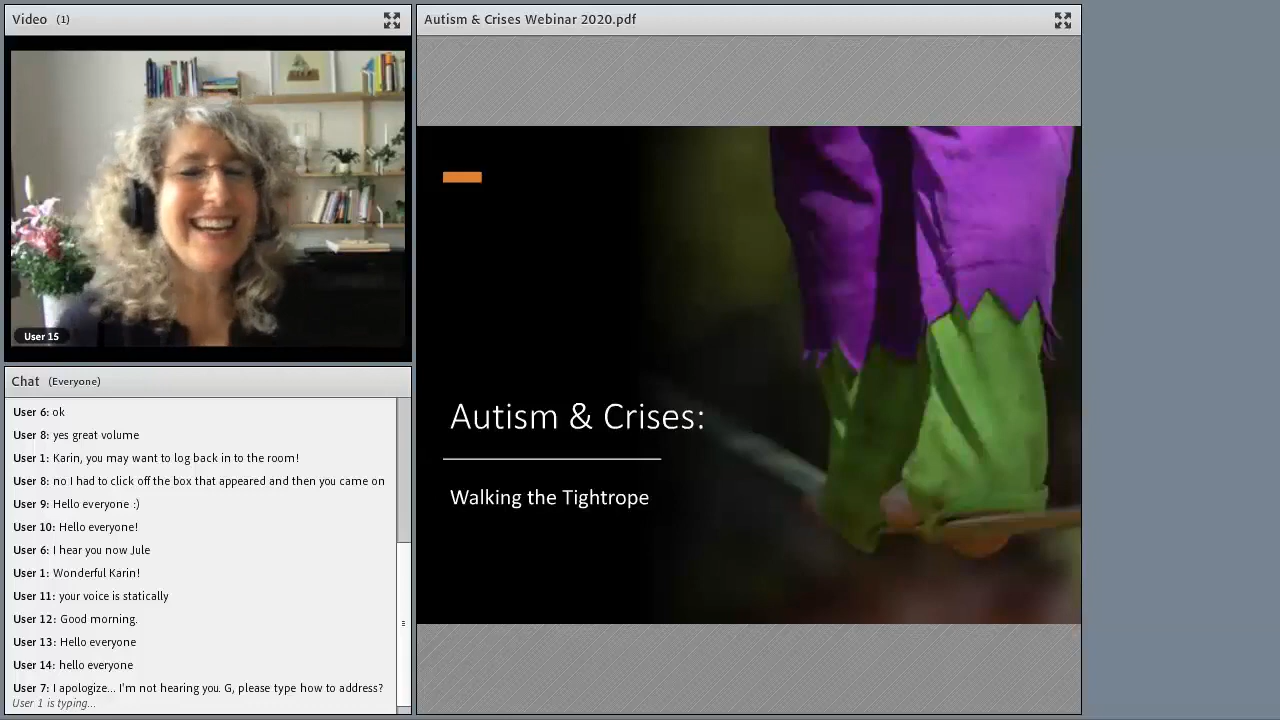 Video (1)
User 15
Chat (Everyone)
User 6: ok
User 8: yes great volume
User 1: Karin, you may want to log back in to the room!
User 8: no I had to click off the box that appeared and then you came on
User 9: Hello everyone :)
User 10: Hello everyone!
User 6: I hear you now Jule
User 1: Wonderful Karin!
User 11: your voice is statically
User 12: Good morning.
User 13: Hello everyone
User 14: hello everyone
User 7: I apologize... I'm not hearing you. G, please type how to address?
User 1 is typing...
Autism & Crises Webinar 2020.pdf
Autism & Crises:
Walking the Tightrope